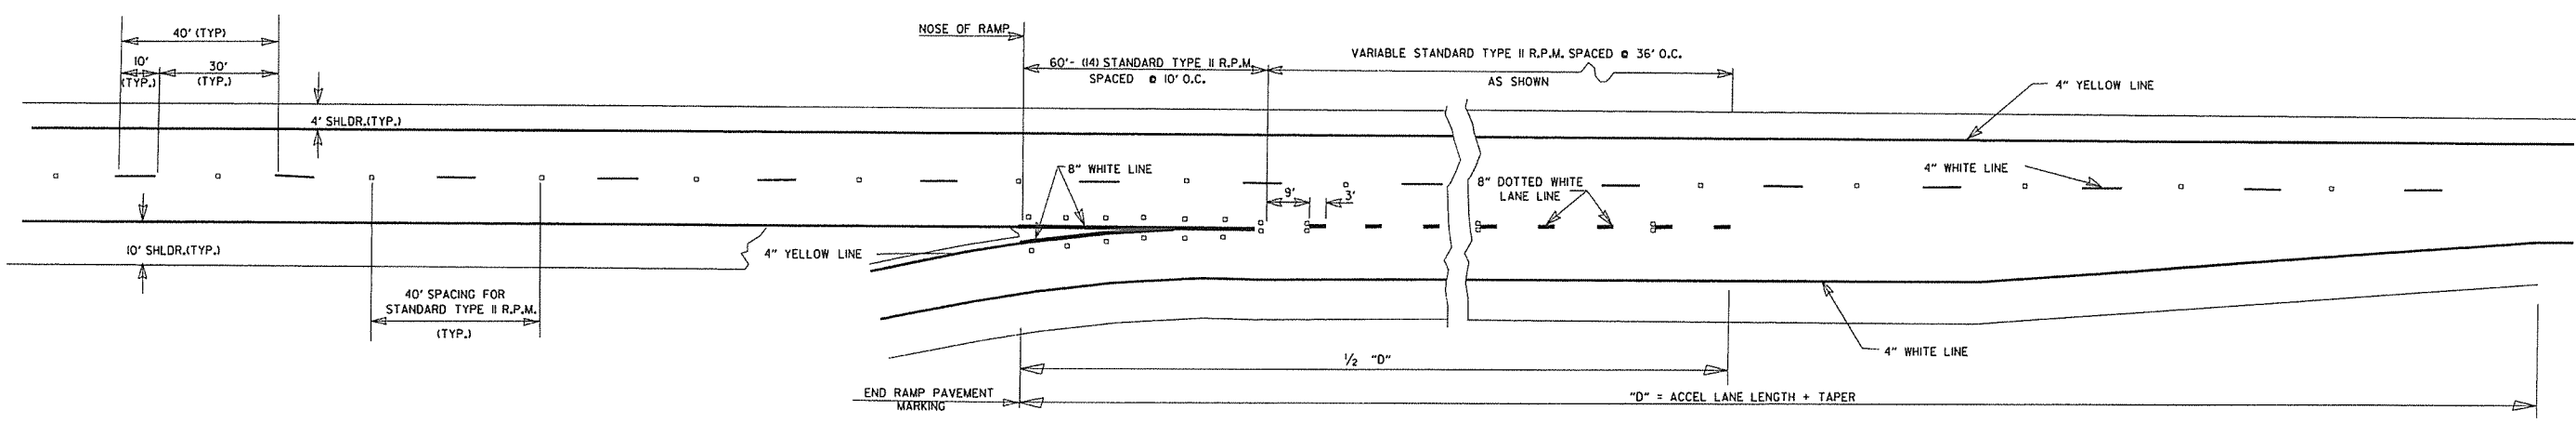 40' (TYP)
10'
(TYP.)
30'
(TYP.)
4' SHLDR.(TYP.)
10' SHLDR.(TYP.)
40' SPACING FOR
STANDARD TYPE II R.P.M.
(TYP.)
NOSE OF RAMP
60'- (14) STANDARD TYPE II R.P.M.
SPACED @ 10' O.C.
VARIABLE STANDARD TYPE II R.P.M. SPACED @ 36' O.C.
AS SHOWN
4" YELLOW LINE
8" WHITE LINE
4" YELLOW LINE
9'
3'
8" DOTTED WHITE
LANE LINE
4" WHITE LINE
4" WHITE LINE
1/2 "D"
END RAMP PAVEMENT
MARKING
"D" = ACCEL LANE LENGTH + TAPER